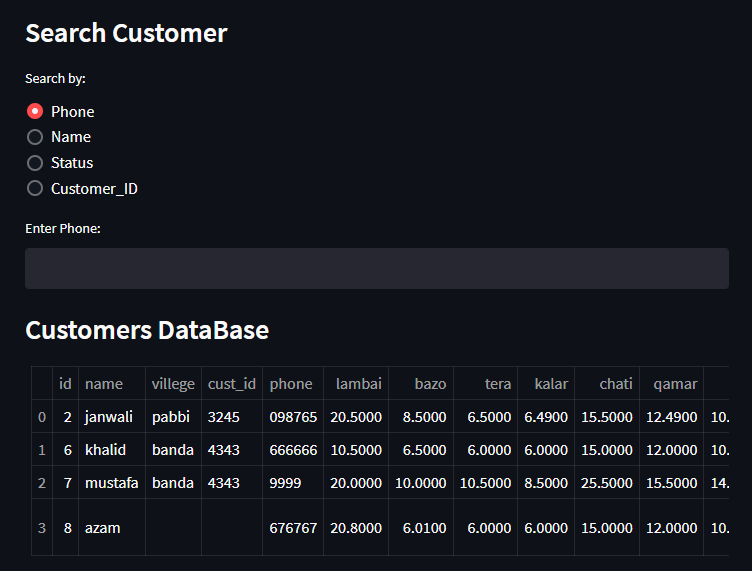 Search Customer
Search by:
Phone
Name
Status
Customer_ID
Enter Phone:
Customers DataBase
id name villege cust_id phone lambai bazo tera kalar chati qamar
0 2 janwali pabbi 3245 098765 20.5000 8.5000 6.5000 6.4900 15.5000 12.4900 10.
1 6 khalid banda 4343 666666 10.5000 6.5000 6.0000 6.0000 15.0000 12.0000 10.
2 7 mustafa banda 4343 9999 20.0000 10.0000 10.5000 8.5000 25.5000 15.5000 14.
3 8 azam 676767 20.8000 6.0100 6.0000 6.0000 15.0000 12.0000 10.